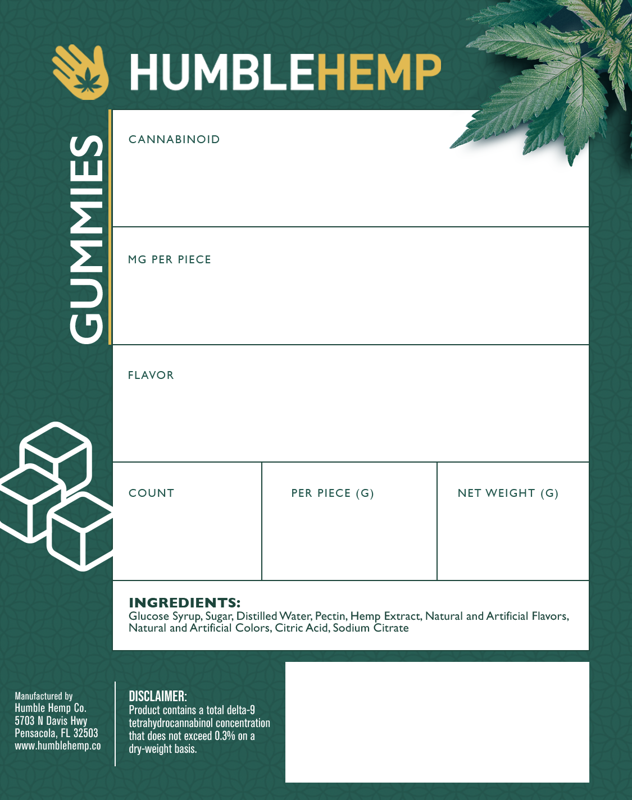 HUMBLEHEMP
GUMMIES
CANNABINOID
MG PER PIECE
FLAVOR
COUNT
PER PIECE (G)
NET WEIGHT (G)
INGREDIENTS:
Glucose Syrup, Sugar, Distilled Water, Pectin, Hemp Extract, Natural and Artificial Flavors,
Natural and Artificial Colors, Citric Acid, Sodium Citrate
Manufactured by
Humble Hemp Co.
5703 N Davis Hwy
Pensacola, FL 32503
www.humblehemp.co
DISCLAIMER:
Product contains a total delta-9
tetrahydrocannabinol concentration
that does not exceed 0.3% on a
dry-weight basis.